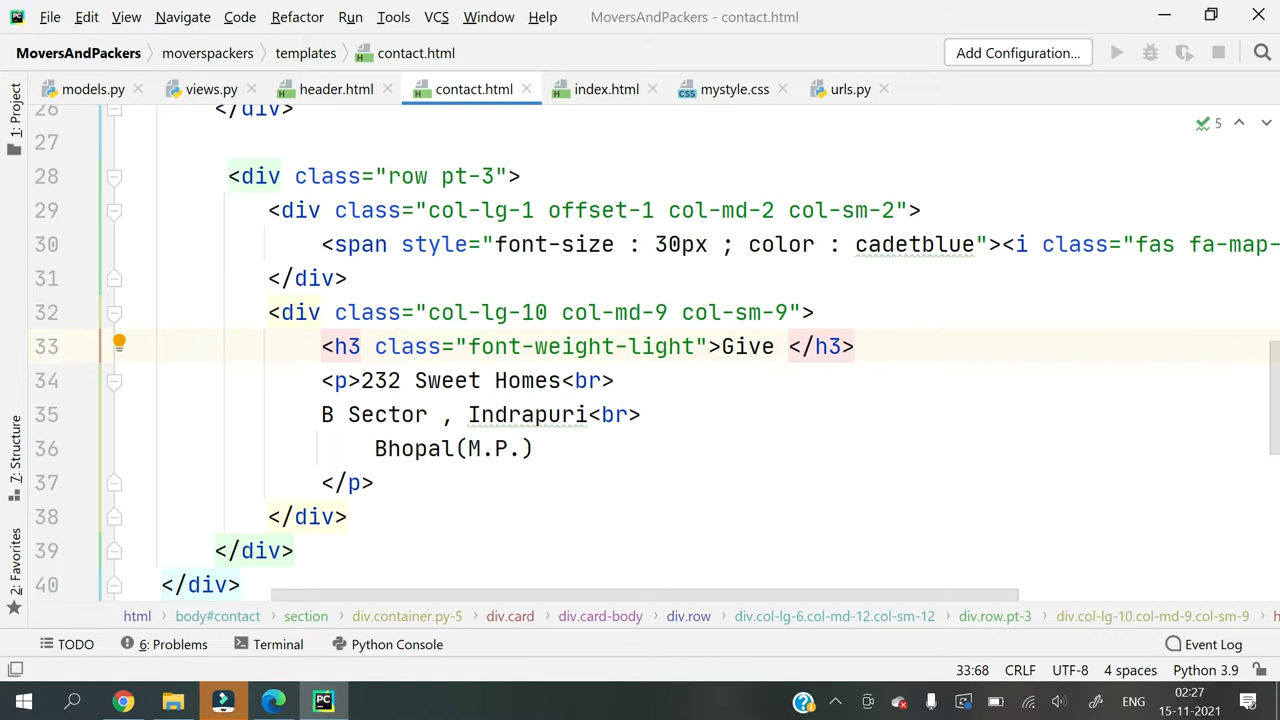 File Edit View Navigate Code Refactor Run Tools VCS Window Help MoversAndPackers - contact.html
MoversAndPackers moverspackers templates contact.html Add Configuration...
models.py views.py header.html contact.html index.html mystyle.css urls.py
26 </div>
27 5
28 <div class="row pt-3">
29 <div class="col-lg-1 offset-1 col-md-2 col-sm-2">
30 <span style="font-size : 30px ; color : cadetblue"><i class="fas fa-map-
31 </div>
32 <div class="col-lg-10 col-md-9 col-sm-9">
33 <h3 class="font-weight-light">Give </h3>
34 <p>232 Sweet Homes<br>
35 B Sector , Indrapuri<br>
36 Bhopal(M.P.)
37 </p>
38 </div>
39 </div>
40 </div>
1: Project
7: Structure
2: Favorites
html body#contact section div.container.py-5 div.card div.card-body div.row div.col-lg-6.col-md-12.col-sm-12 div.row.pt-3 div.col-lg-10.col-md-9.col-sm-9 h
TODO 6: Problems Terminal Python Console Event Log
33:68 CRLF UTF-8 4 spaces Python 3.9
ENG 02:27
15-11-2021